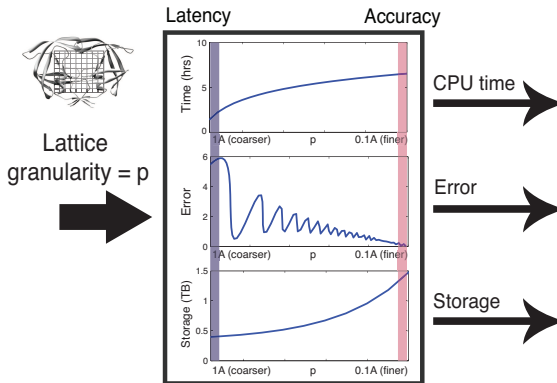 Latency Accuracy
10
5
0
Time (hrs)
1A (coarser) p 0.1A (finer)
CPU time
Lattice
granularity = p
6
4
2
0
Error
1A (coarser) p 0.1A (finer)
Error
1.5
1
0.5
0
Storage (TB)
1A (coarser) p 0.1A (finer)
Storage